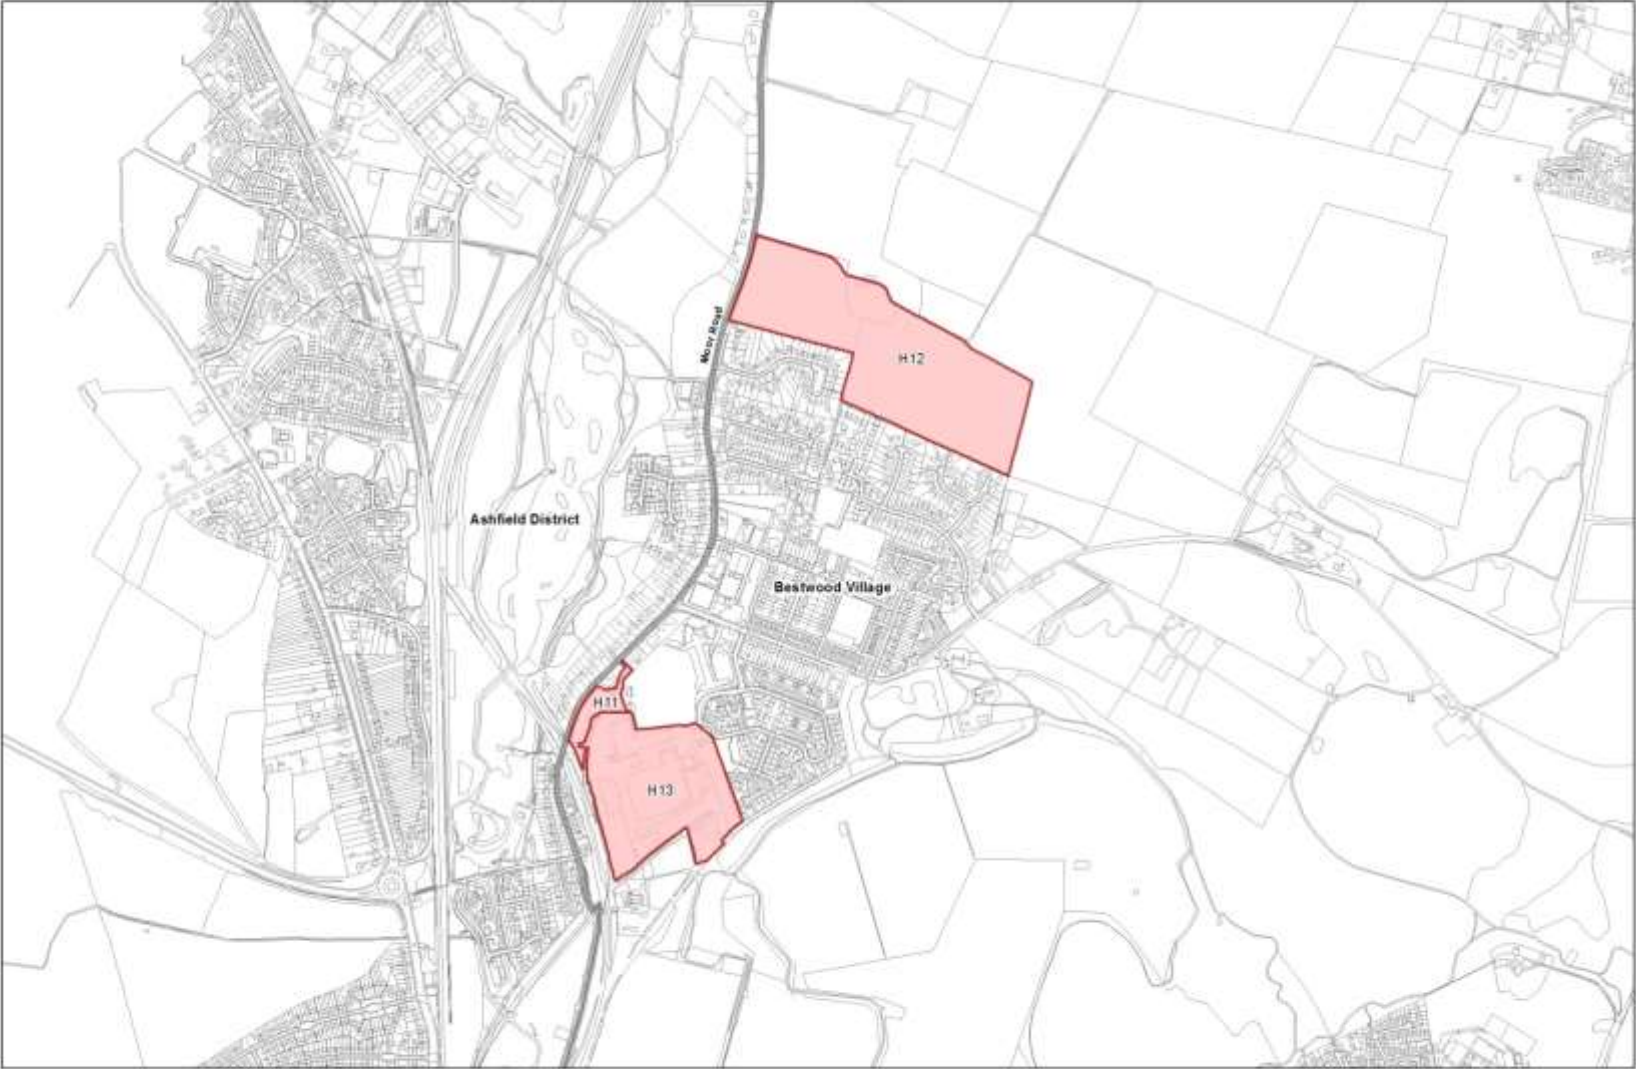 Moor Road
H12
Ashfield District
Bestwood Village
H11
H13